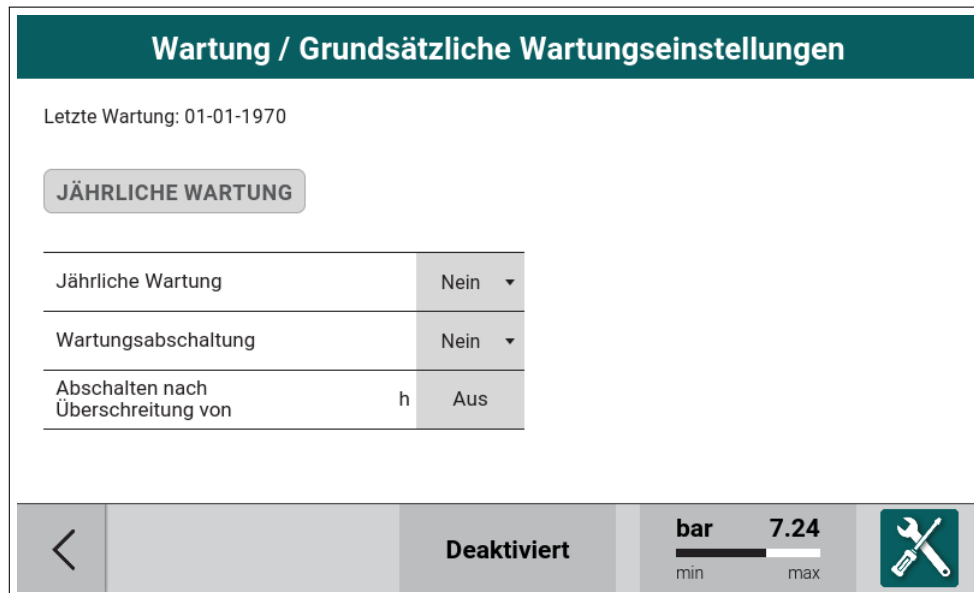 Wartung / Grundsätzliche Wartungseinstellungen
Letzte Wartung: 01-01-1970
JÄHRLICHE WARTUNG
Jährliche Wartung Nein
Wartungsabschaltung Nein
Abschalten nach
Überschreitung von h Aus
Deaktiviert
bar 7.24
min max